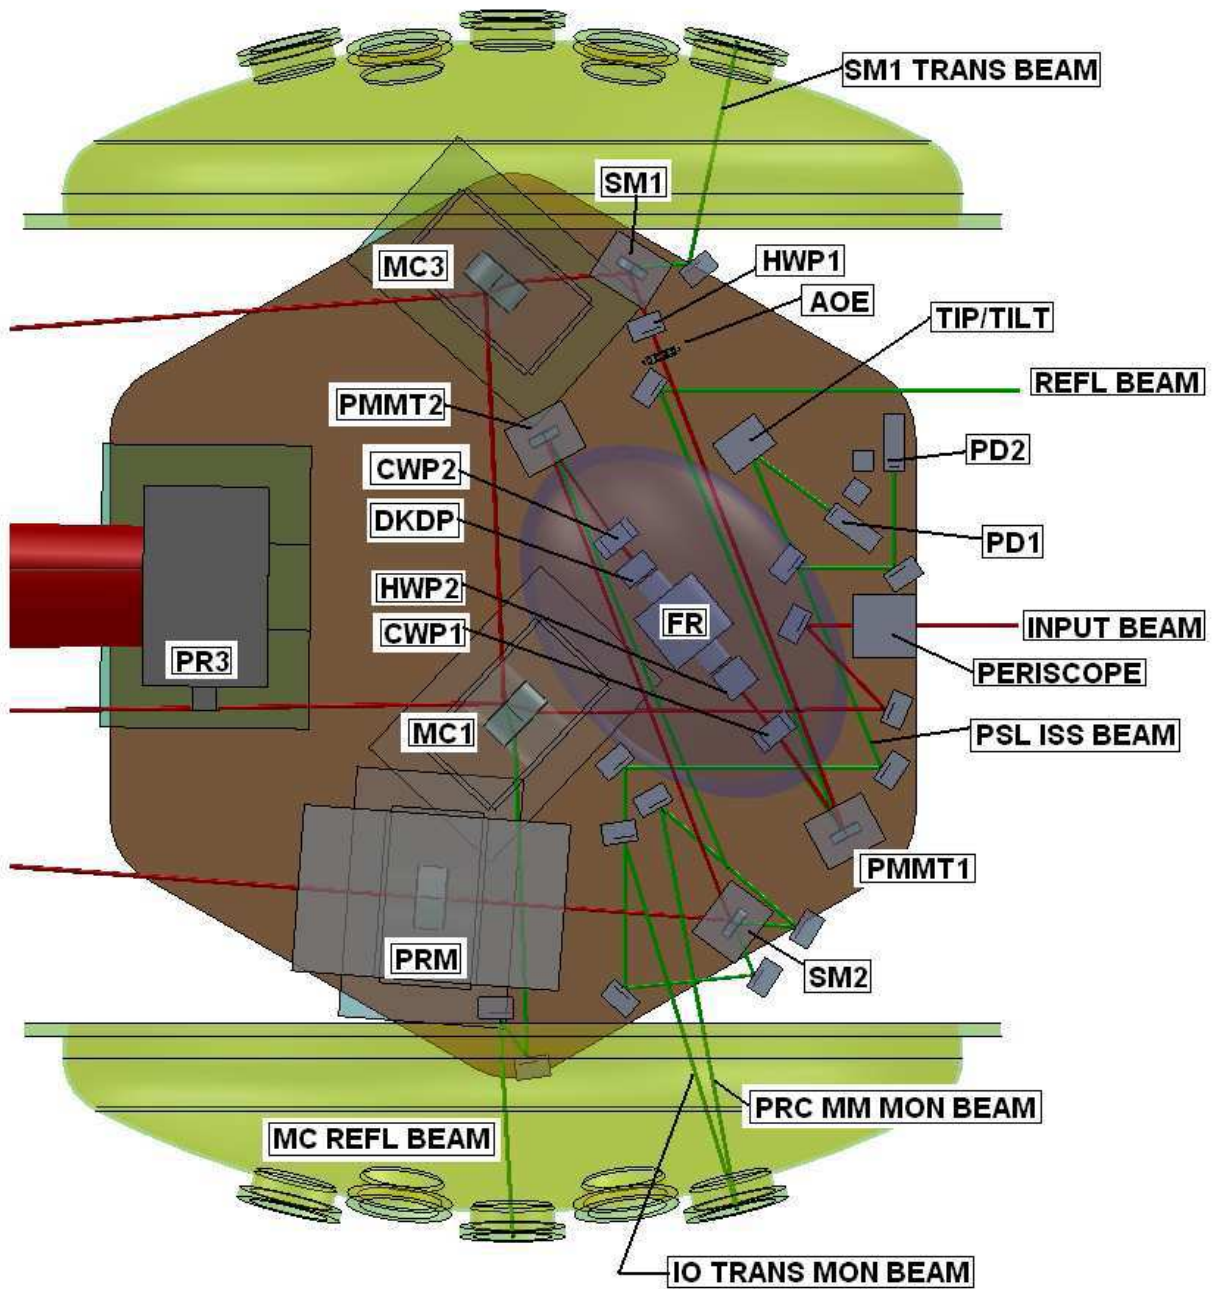 SM1 TRANS BEAM
SM1
MC3
HWP1
AOE
TIP/TILT
REFL BEAM
PMMT2
PD2
CWP2
DKDP
PD1
HWP2
FR
CWP1
INPUT BEAM
PR3
PERISCOPE
MC1
PSL ISS BEAM
PMMT1
PRM
SM2
PRC MM MON BEAM
MC REFL BEAM
IO TRANS MON BEAM